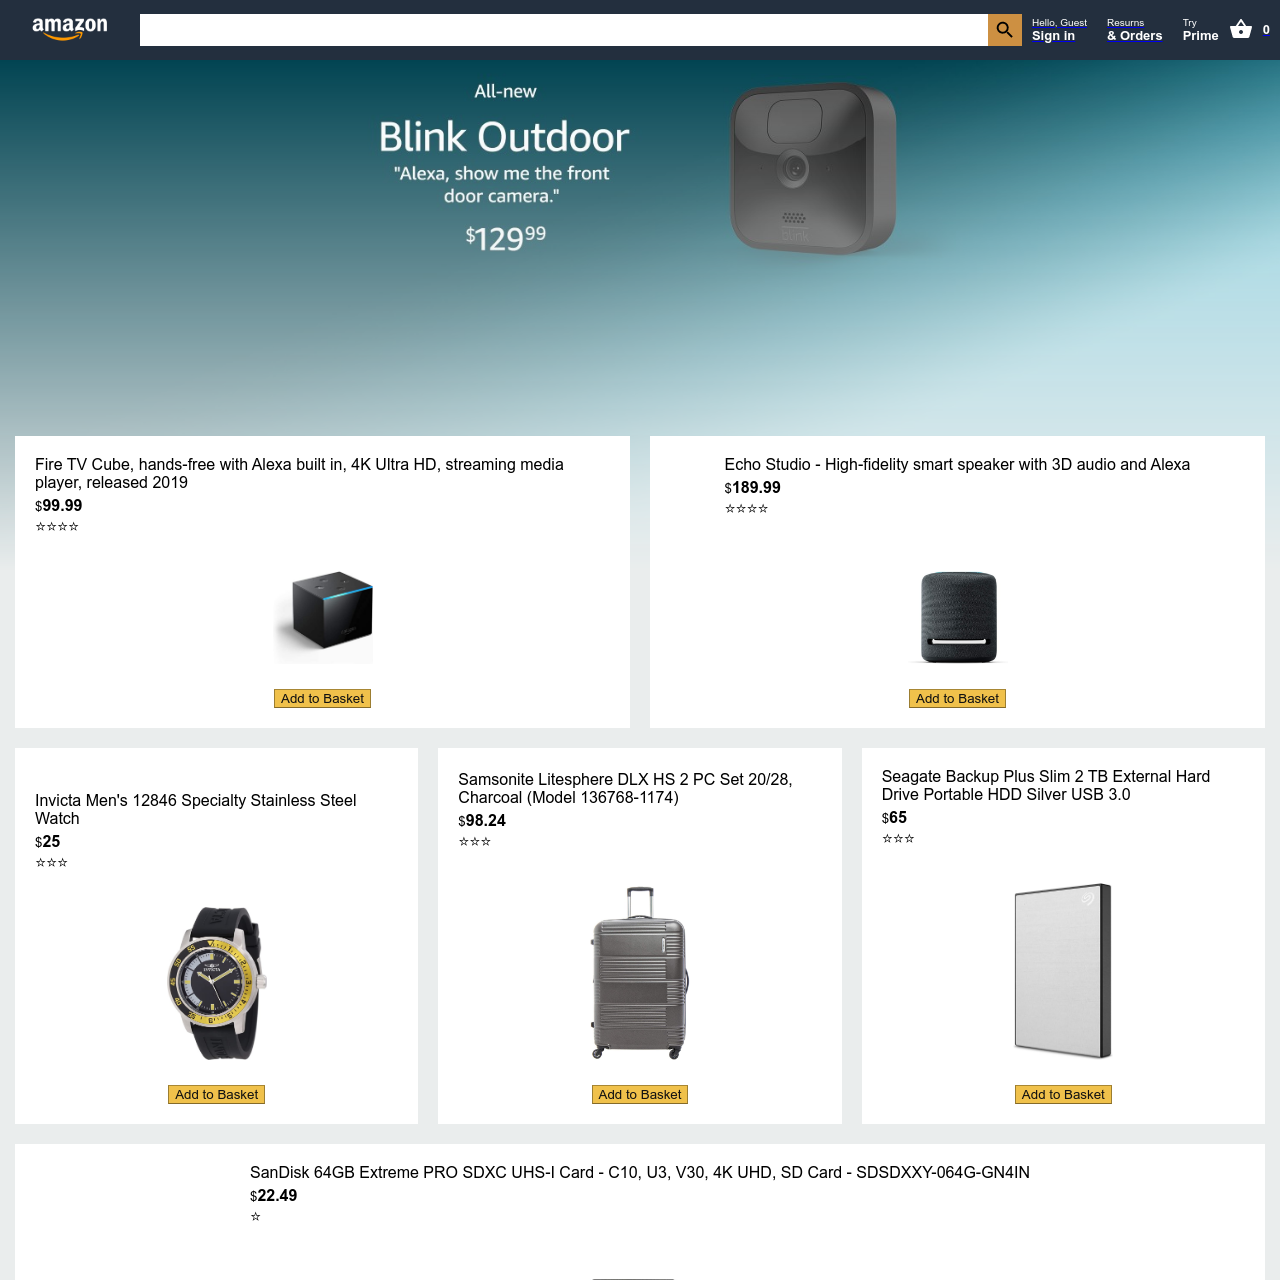 amazon
Hello, Guest
Sign in
Resurns
& Orders
Try
Prime
0
All-new
Blink Outdoor
"Alexa, show me the front
door camera."
$129 99
blink
Fire TV Cube, hands-free with Alexa built in, 4K Ultra HD, streaming media
player, released 2019
$99.99
☆☆☆☆
Add to Basket
Echo Studio - High-fidelity smart speaker with 3D audio and Alexa
$189.99
☆☆☆☆
Add to Basket
Invicta Men's 12846 Specialty Stainless Steel
Watch
$25
☆☆☆
Add to Basket
Samsonite Litesphere DLX HS 2 PC Set 20/28,
Charcoal (Model 136768-1174)
$98.24
☆☆☆
Add to Basket
Seagate Backup Plus Slim 2 TB External Hard
Drive Portable HDD Silver USB 3.0
$65
☆☆☆
Add to Basket
SanDisk 64GB Extreme PRO SDXC UHS-I Card - C10, U3, V30, 4K UHD, SD Card - SDSDXXY-064G-GN4IN
$22.49
☆